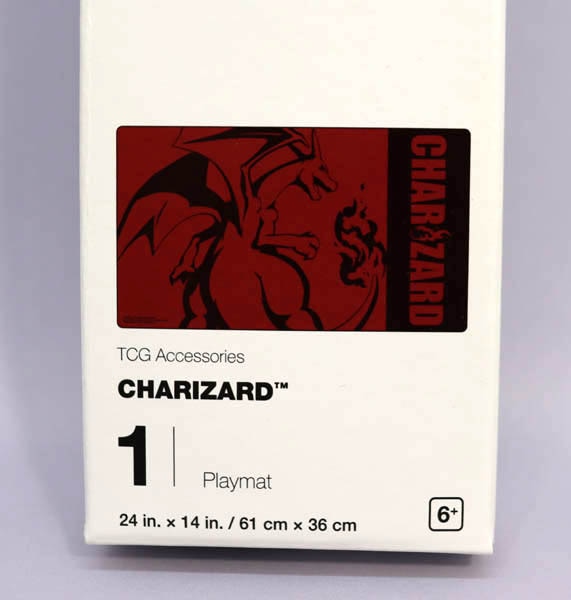 CHARIZARD
TCG Accessories
CHARIZARD™
1
Playmat
24 in. × 14 in. / 61 cm × 36 cm
6+